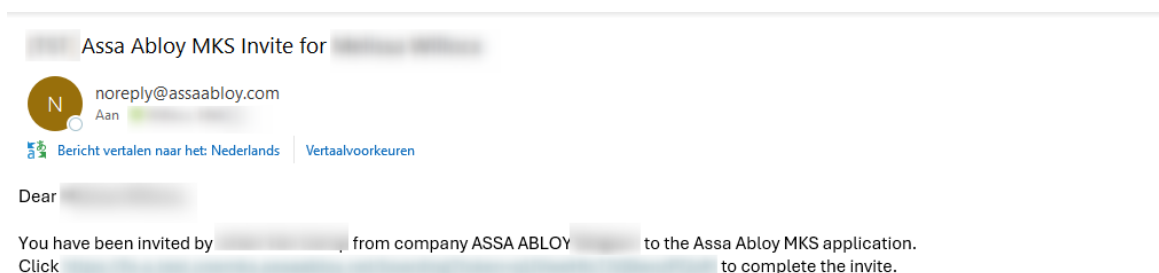 Assa Abloy MKS Invite for
N
noreply@assaabloy.com
Aan
Bericht vertalen naar het: Nederlands Vertaalvoorkeuren
Dear
You have been invited by from company ASSA ABLOY to the Assa Abloy MKS application.
Click to complete the invite.